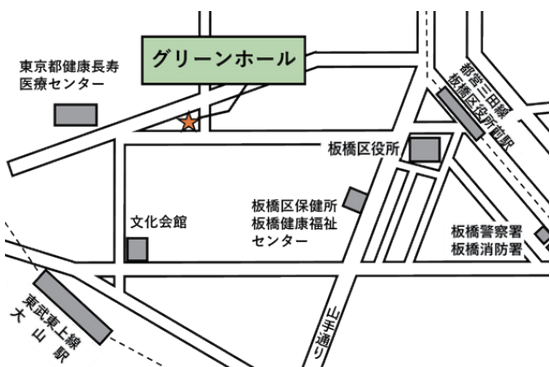 グリーンホール
東京都健康長寿
医療センター
都営三田線
板橋区役所前駅
板橋区役所
板橋区保健所
板橋健康福祉
センター
文化会館
板橋警察署
板橋消防署
東武東上線
大山駅
山手通り